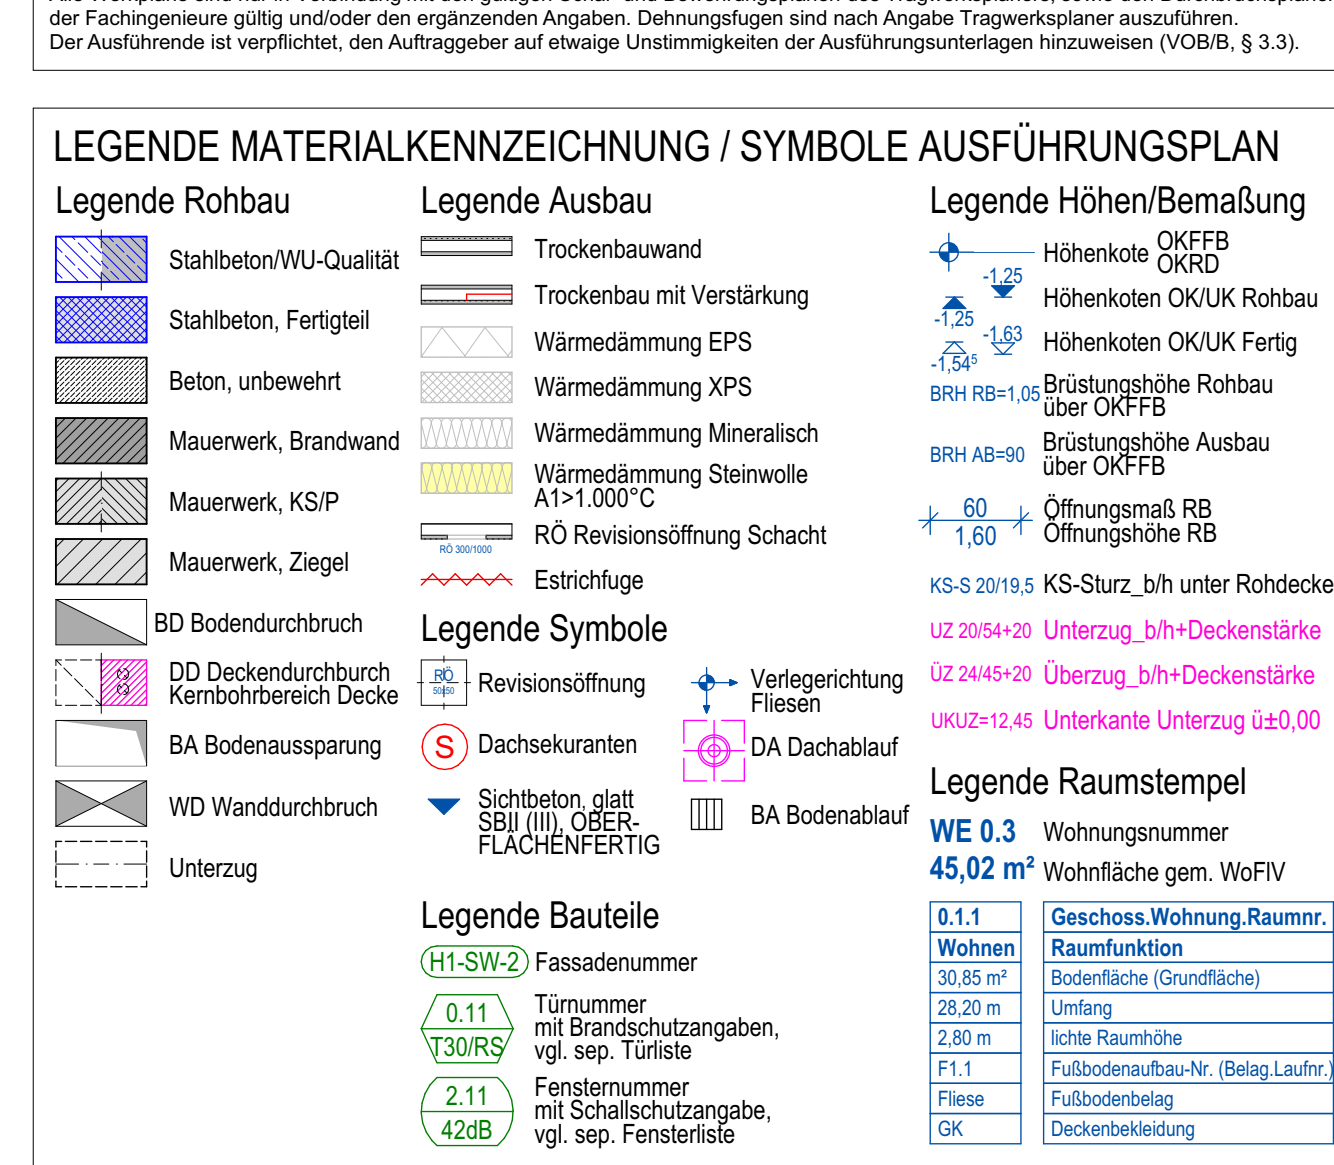 der Fachingenieure gültig und/oder den ergänzenden Angaben. Dehnungsfugen sind nach Angabe Tragwerksplaner auszuführen.
Der Ausführende ist verpflichtet, den Auftraggeber auf etwaige Unstimmigkeiten der Ausführungsunterlagen hinzuweisen (VOB/B, § 3.3).
LEGENDE MATERIALKENNZEICHNUNG / SYMBOLE AUSFÜHRUNGSPLAN
Legende Rohbau
Stahlbeton/WU-Qualität
Stahlbeton, Fertigteil
Beton, unbewehrt
Mauerwerk, Brandwand
Mauerwerk, KS/P
Mauerwerk, Ziegel
BD Bodendurchbruch
DD Deckendurchburch
Kernbohrbereich Decke
BA Bodenaussparung
WD Wanddurchbruch
Unterzug
Legende Ausbau
Trockenbauwand
Trockenbau mit Verstärkung
Wärmedämmung EPS
Wärmedämmung XPS
Wärmedämmung Mineralisch
Wärmedämmung Steinwolle
A1>1.000°C
RÖ Revisionsöffnung Schacht
RÖ 300/1000
Estrichfuge
Legende Symbole
RÖ
50x50
Revisionsöffnung
S Dachsekuranten
Sichtbeton, glatt
SBII (III), OBER-
FLÄCHENFERTIG
Verlegerichtung
Fliesen
DA Dachablauf
BA Bodenablauf
Legende Bauteile
H1-SW-2 Fassadenummer
0.11
T30/RS
Türnummer
mit Brandschutzangaben,
vgl. sep. Türliste
2.11
42dB
Fensternummer
mit Schallschutzangabe,
vgl. sep. Fensterliste
Legende Höhen/Bemaßung
Höhenkote OKFFB
OKRD
-1,25
-1,25
Höhenkoten OK/UK Rohbau
-1,63
-1,54⁵
Höhenkoten OK/UK Fertig
BRH RB=1,05 Brüstungshöhe Rohbau
über OKFFB
BRH AB=90 Brüstungshöhe Ausbau
über OKFFB
60 Öffnungsmaß RB
1,60 Öffnungshöhe RB
KS-S 20/19,5 KS-Sturz_b/h unter Rohdecke
UZ 20/54+20 Unterzug_b/h+Deckenstärke
ÜZ 24/45+20 Überzug_b/h+Deckenstärke
UKUZ=12,45 Unterkante Unterzug ü±0,00
Legende Raumstempel
WE 0.3 Wohnungsnummer
45,02 m² Wohnfläche gem. WoFlV
0.1.1 Geschoss.Wohnung.Raumnr.
Wohnen Raumfunktion
30,85 m² Bodenfläche (Grundfläche)
28,20 m Umfang
2,80 m lichte Raumhöhe
F1.1 Fußbodenaufbau-Nr. (Belag.Laufnr.)
Fliese Fußbodenbelag
GK Deckenbekleidung